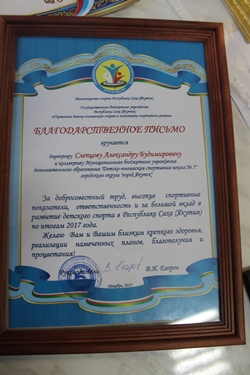 Министерство спорта Республики Саха (Якутия)
Государственное бюджетное учреждение
Республики Саха (Якутия)
БЛАГОДАРСТВЕННОЕ ПИСЬМО
вручается
директору Слепцову Александру Будимировичу
и коллективу Муниципального бюджетного учреждения
дополнительного образования "Детско-юношеская спортивная школа № 5"
городского округа "город Якутск"
За добросовестный труд, высокие спортивные
показатели, ответственность и за большой вклад в
развитие детского спорта в Республике Саха (Якутия)
по итогам 2017 года.
Желаю Вам и Вашим близким крепкого здоровья,
реализации намеченных планов, благополучия и
процветания!
Руководитель
В.И. Егоров
Декабрь, 2017